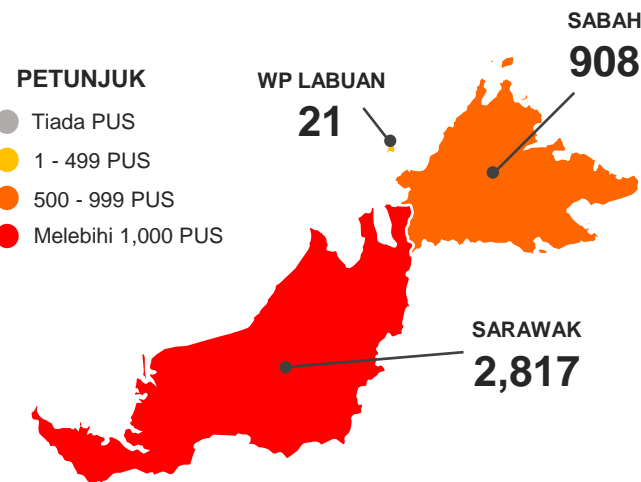 SABAH
908
PETUNJUK
Tiada PUS
1 - 499 PUS
500 - 999 PUS
Melebihi 1,000 PUS
WP LABUAN
21
SARAWAK
2,817